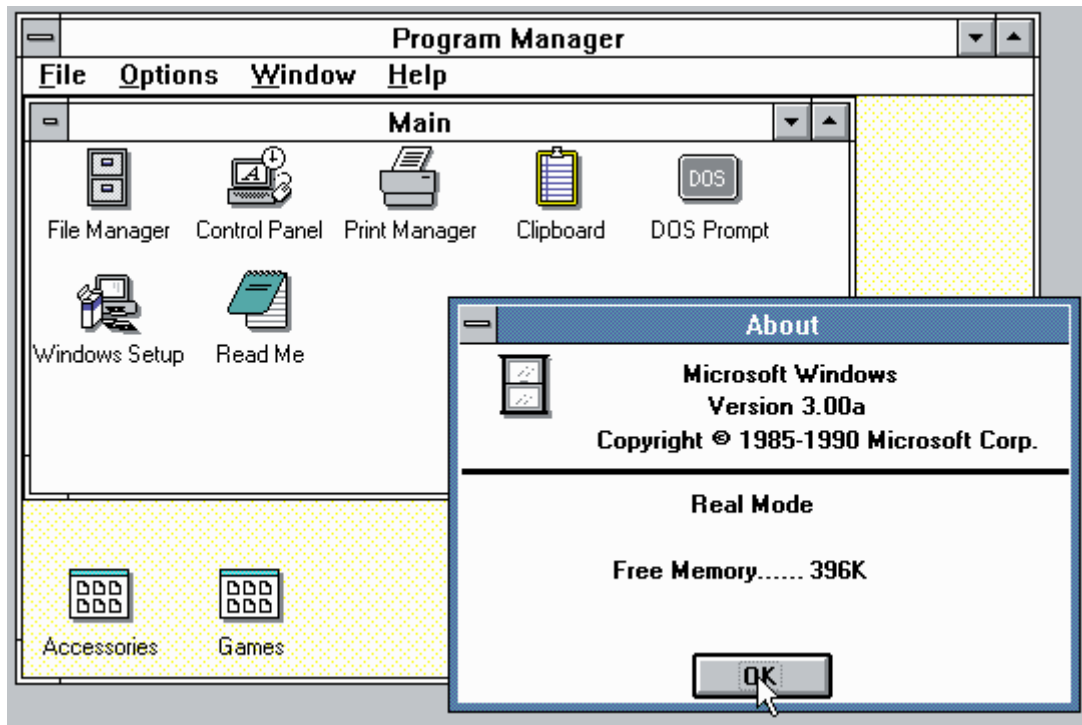 Program Manager
File Options Window Help
Main
A
DOS
File Manager Control Panel Print Manager Clipboard DOS Prompt
Windows Setup Read Me
About
Microsoft Windows
Version 3.00a
Copyright © 1985-1990 Microsoft Corp.
Real Mode
Free Memory...... 396K
Accessories Games
OK